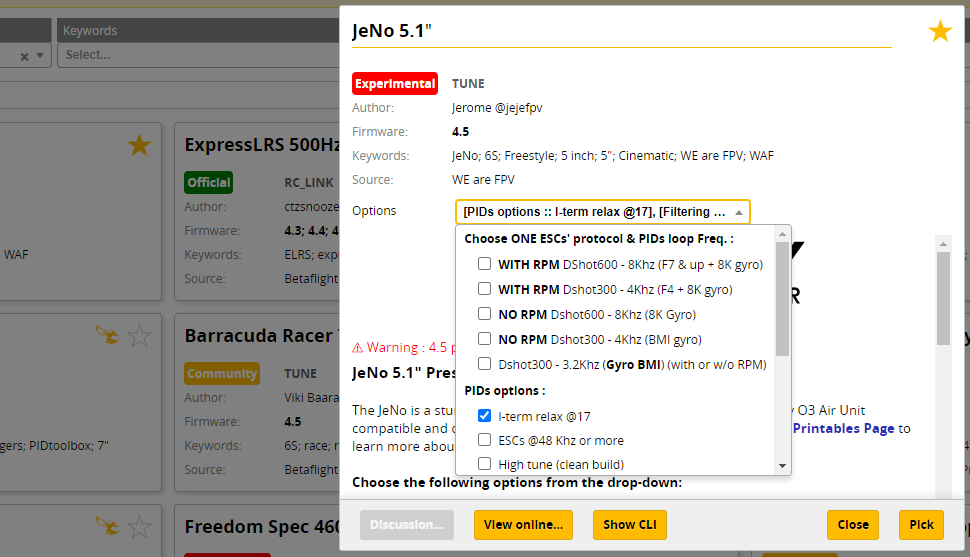 Keywords
Select...
WAF
gers; PIDtoolbox; 7"
ExpressLRS 500Hz
Official RC_LINK
Author: ctzsnooze
Firmware: 4.3; 4.4; 4
Keywords: ELRS; expr
Source: Betaflight
Barracuda Racer
Community TUNE
Author: Viki Baara
Firmware: 4.5
Keywords: 6S; race; r
Source: Betaflight
Freedom Spec 460
JeNo 5.1"
Experimental TUNE
Author: Jerome @jejefpv
Firmware: 4.5
Keywords: JeNo; 6S; Freestyle; 5 inch; 5"; Cinematic; WE are FPV; WAF
Source: WE are FPV
Options [PIDs options :: I-term relax @17], [Filtering ...
Choose ONE ESCs' protocol & PIDs loop Freq. :
WITH RPM DShot600 - 8Khz (F7 & up + 8K gyro)
WITH RPM DShot300 - 4Khz (F4 + 8K gyro)
NO RPM Dshot600 - 8Khz (8K Gyro)
NO RPM Dshot300 - 4Khz (BMI gyro)
Dshot300 - 3.2Khz (Gyro BMI) (with or w/o RPM)
PIDs options :
I-term relax @17
ESCs @48 Khz or more
High tune (clean build)
R
Warning : 4.5 p
JeNo 5.1" Pres
The JeNo is a stu y O3 Air Unit
compatible and c Printables Page to
learn more abou
Choose the following options from the drop-down:
Discussion... View online... Show CLI Close Pick